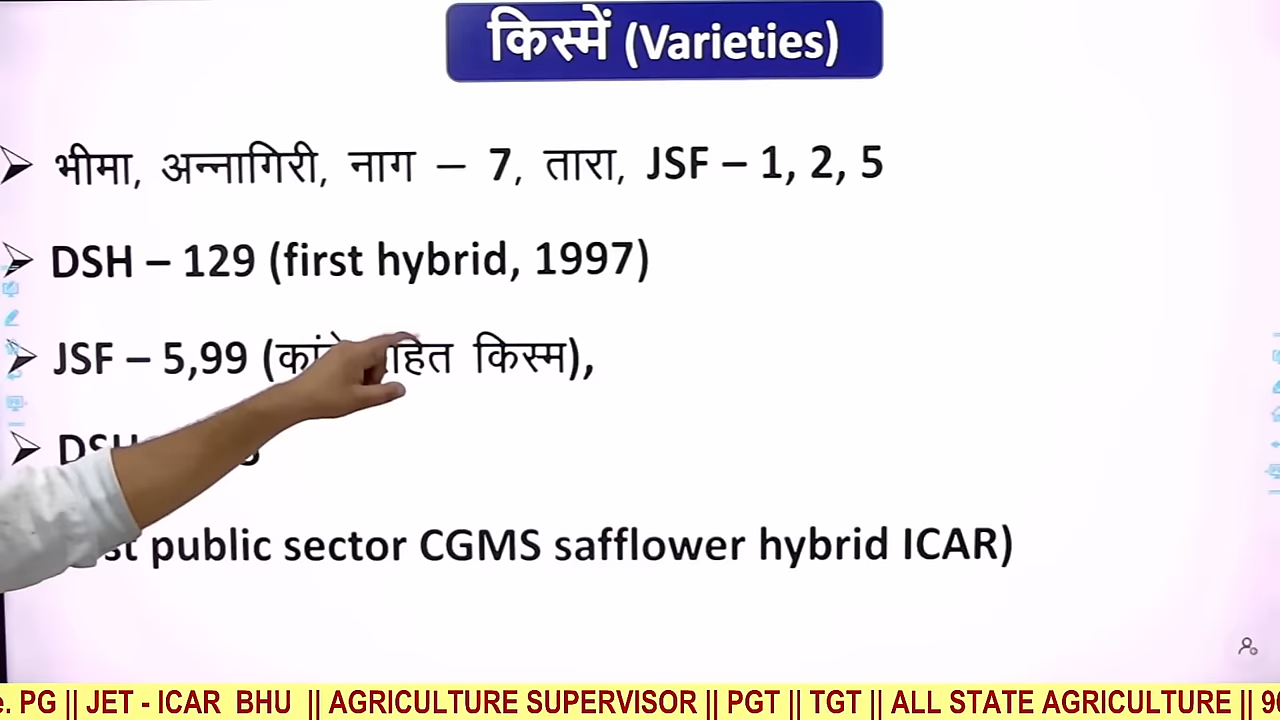 किस्में (Varieties)
भीमा, अन्नागिरी, नाग – 7, तारा, JSF – 1, 2, 5
DSH – 129 (first hybrid, 1997)
JSF – 5,99 ( किस्म),
public sector CGMS safflower hybrid ICAR)
PG || JET - ICAR BHU || AGRICULTURE SUPERVISOR || PGT || TGT || ALL STATE AGRICULTURE ||